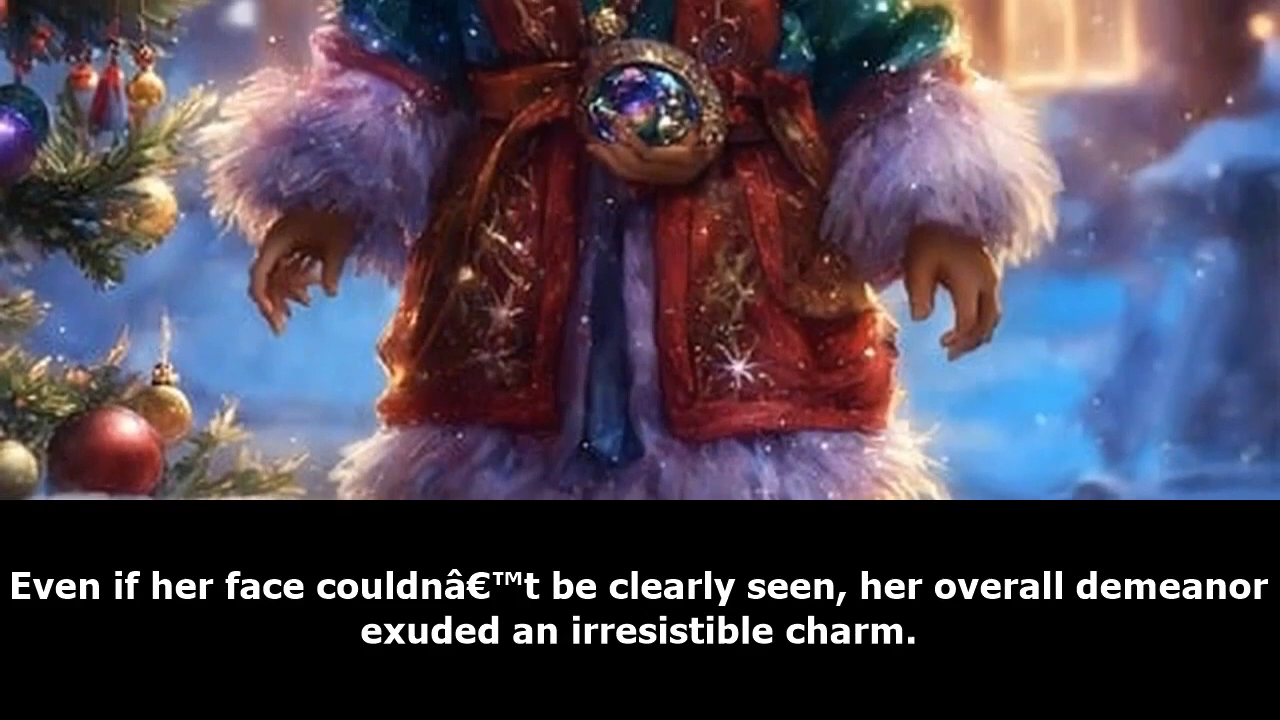 Even if her face couldnâ€™t be clearly seen, her overall demeanor
exuded an irresistible charm.